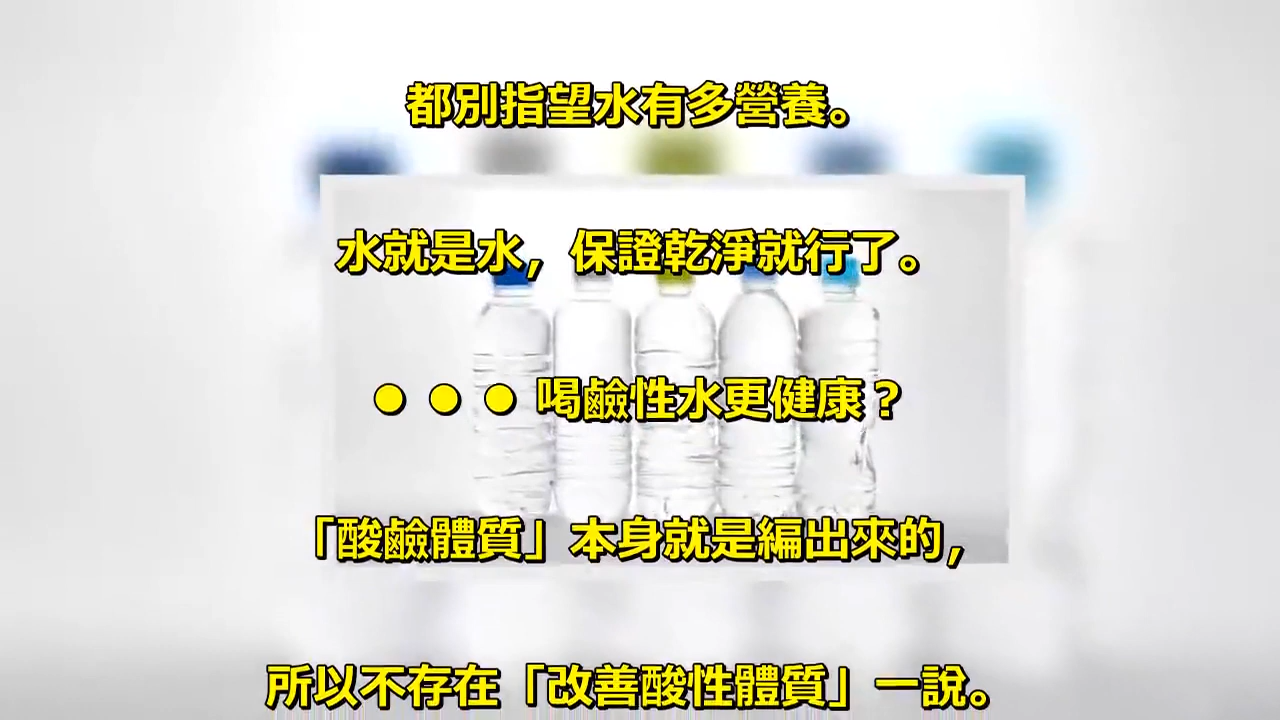 都別指望水有多營養。
水就是水，保證乾淨就行了。
●●●喝鹼性水更健康？
「酸鹼體質」本身就是編出來的，
所以不存在「改善酸性體質」一說。